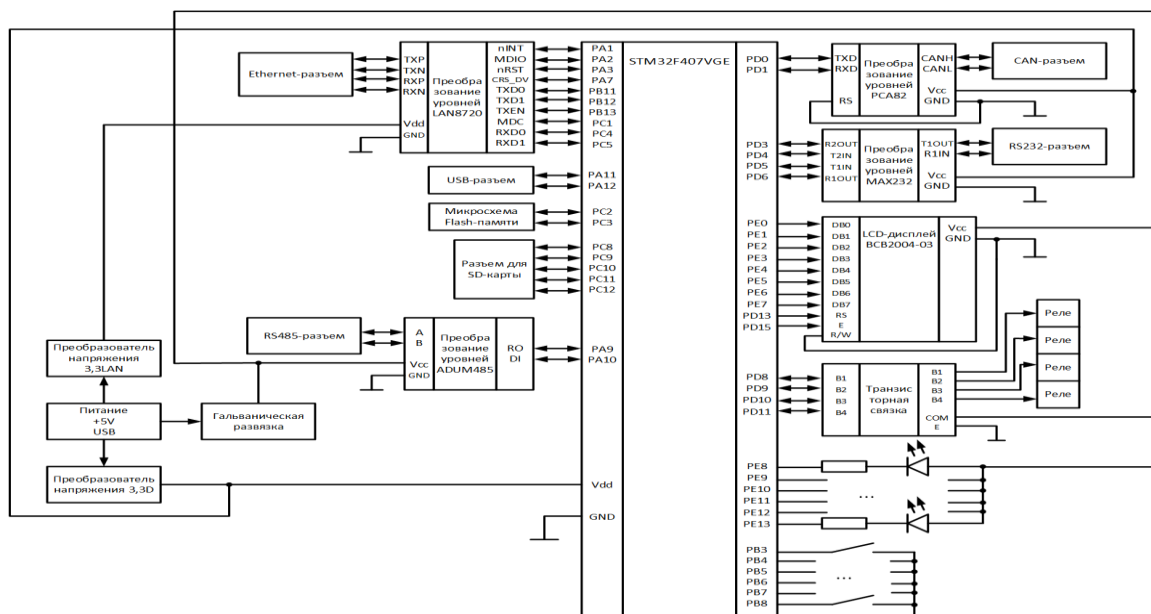 Ethernet-разъем
TXP
TXN
RXP
RXN
Vdd
GND
Преобра
зование
уровней
LAN8720
nINT
MDIO
nRST
CRS_DV
TXD0
TXD1
TXEN
MDC
RXD0
RXD1
PA1
PA2
PA3
PA7
PB11
PB12
PB13
PC1
PC4
PC5
USB-разъем
PA11
PA12
Микросхема
Flash-памяти
PC2
PC3
Разъем для
SD-карты
PC8
PC9
PC10
PC11
PC12
RS485-разъем
A
B
Vcc
GND
Преобра
зование
уровней
ADUM485
RO
DI
PA9
PA10
Преобразователь
напряжения
3,3LAN
Питание
+5V
USB
Гальваническая
развязка
Преобразователь
напряжения 3,3D
Vdd
GND
STM32F407VGE
PD0
PD1
TXD
RXD
RS
Преобра
зование
уровней
PCA82
CANH
CANL
Vcc
GND
CAN-разъем
PD3
PD4
PD5
PD6
R2OUT
T2IN
T1IN
R1OUT
Преобра
зование
уровней
MAX232
T1OUT
R1IN
Vcc
GND
RS232-разъем
PE0
PE1
PE2
PE3
PE4
PE5
PE6
PE7
PD13
PD15
DB0
DB1
DB2
DB3
DB4
DB5
DB6
DB7
RS
E
R/W
LCD-дисплей
BCB2004-03
Vcc
GND
PD8
PD9
PD10
PD11
B1
B2
B3
B4
Транзис
торная
связка
B1
B2
B3
B4
COM
E
Реле
Реле
Реле
Реле
PE8
PE9
PE10
PE11
PE12
PE13
...
PB3
PB4
PB5
PB6
PB7
PB8
...